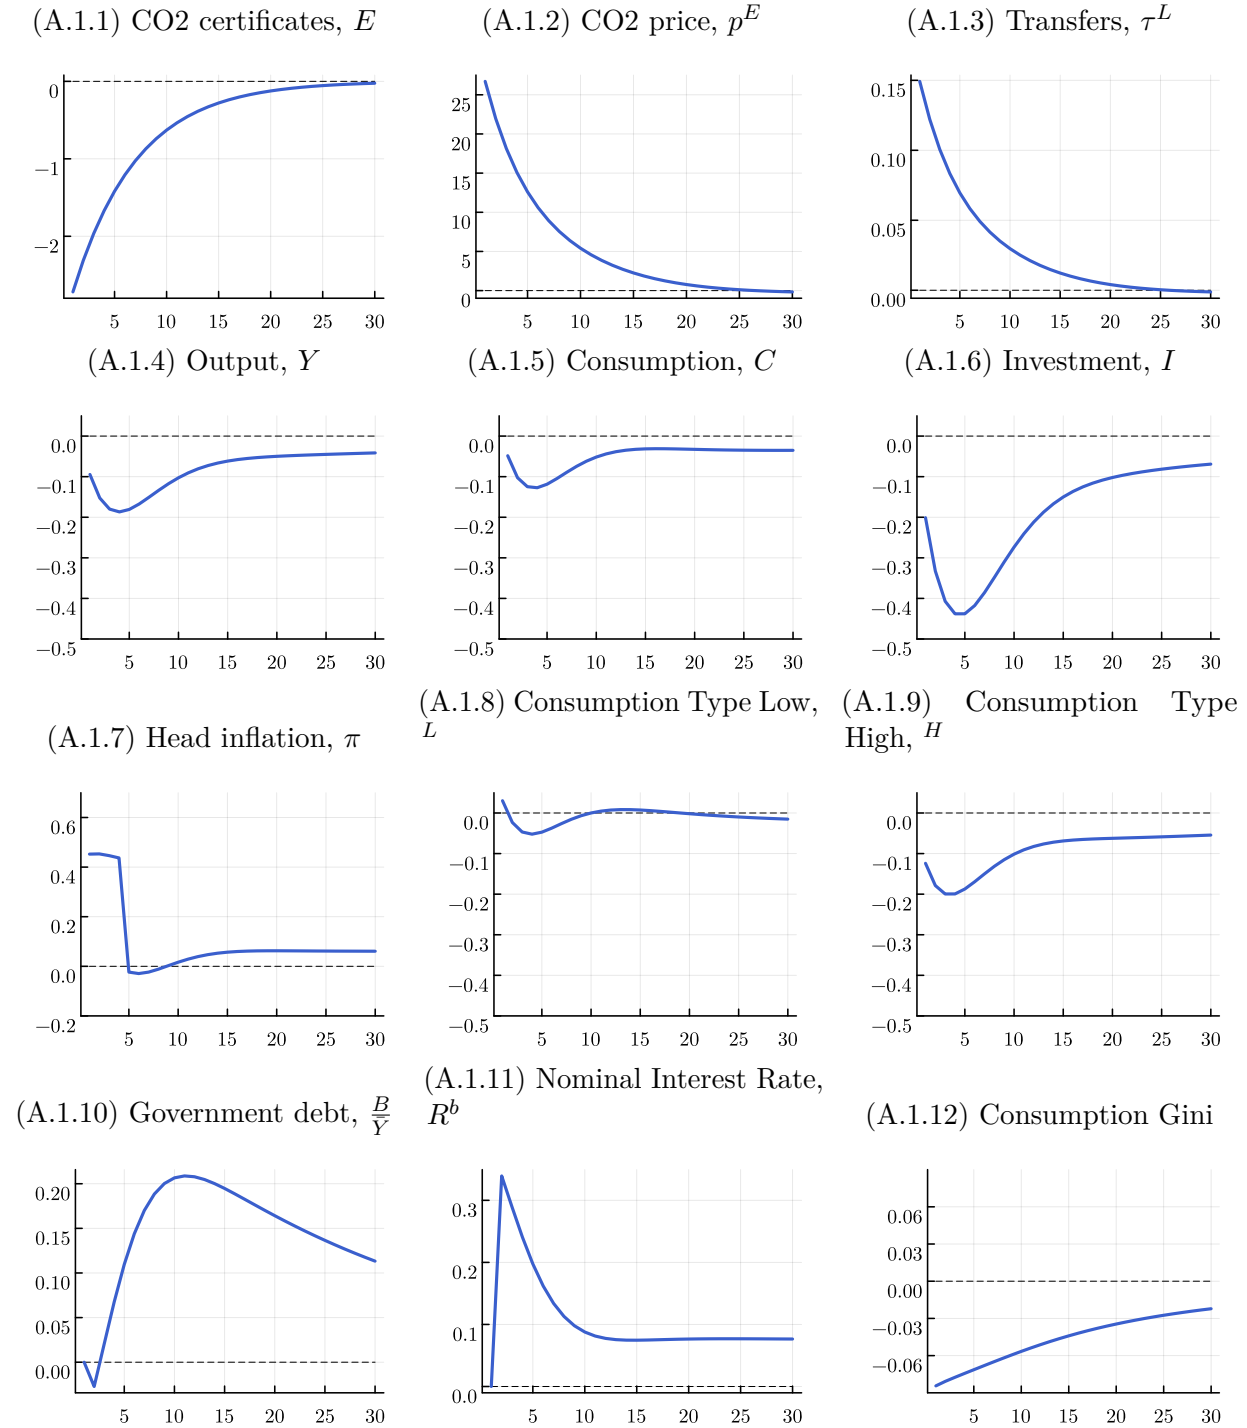 (A.1.1) CO2 certificates, E
(A.1.2) CO2 price, p^E
(A.1.3) Transfers, τ^L
0
−1
−2
5 10 15 20 25 30
25
20
15
10
5
0
5 10 15 20 25 30
0.15
0.10
0.05
0.00
5 10 15 20 25 30
(A.1.4) Output, Y
(A.1.5) Consumption, C
(A.1.6) Investment, I
0.0
−0.1
−0.2
−0.3
−0.4
−0.5
5 10 15 20 25 30
0.0
−0.1
−0.2
−0.3
−0.4
−0.5
5 10 15 20 25 30
0.0
−0.1
−0.2
−0.3
−0.4
−0.5
5 10 15 20 25 30
(A.1.7) Head inflation, π
(A.1.8) Consumption Type Low,
L
(A.1.9) Consumption Type
High, H
0.6
0.4
0.2
0.0
−0.2
5 10 15 20 25 30
0.0
−0.1
−0.2
−0.3
−0.4
−0.5
5 10 15 20 25 30
0.0
−0.1
−0.2
−0.3
−0.4
−0.5
5 10 15 20 25 30
(A.1.10) Government debt, B/Ȳ
(A.1.11) Nominal Interest Rate,
R^b
(A.1.12) Consumption Gini
0.20
0.15
0.10
0.05
0.00
5 10 15 20 25 30
0.3
0.2
0.1
0.0
5 10 15 20 25 30
0.06
0.03
0.00
−0.03
−0.06
5 10 15 20 25 30